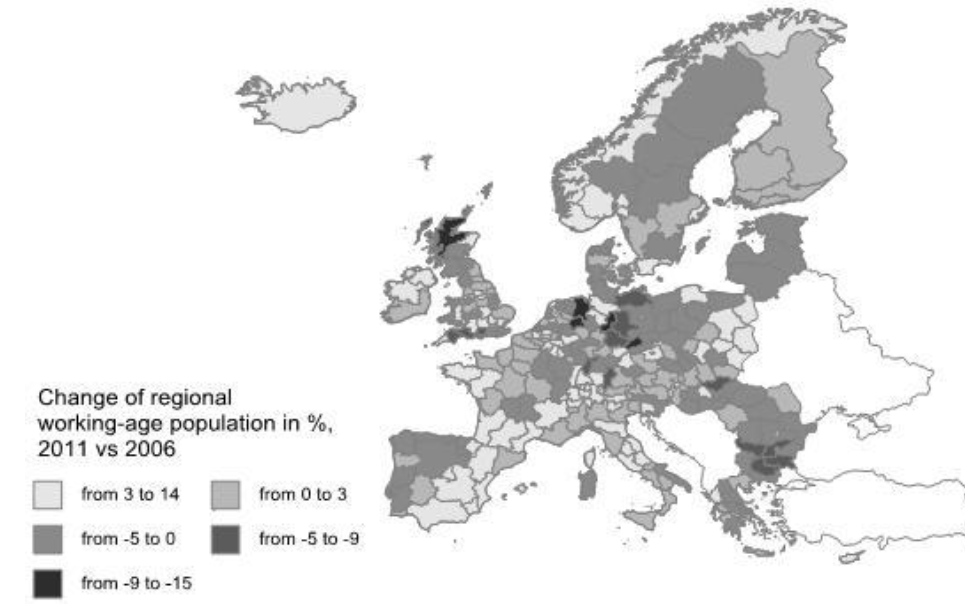 Change of regional
working-age population in %,
2011 vs 2006
from 3 to 14 from 0 to 3
from -5 to 0 from -5 to -9
from -9 to -15